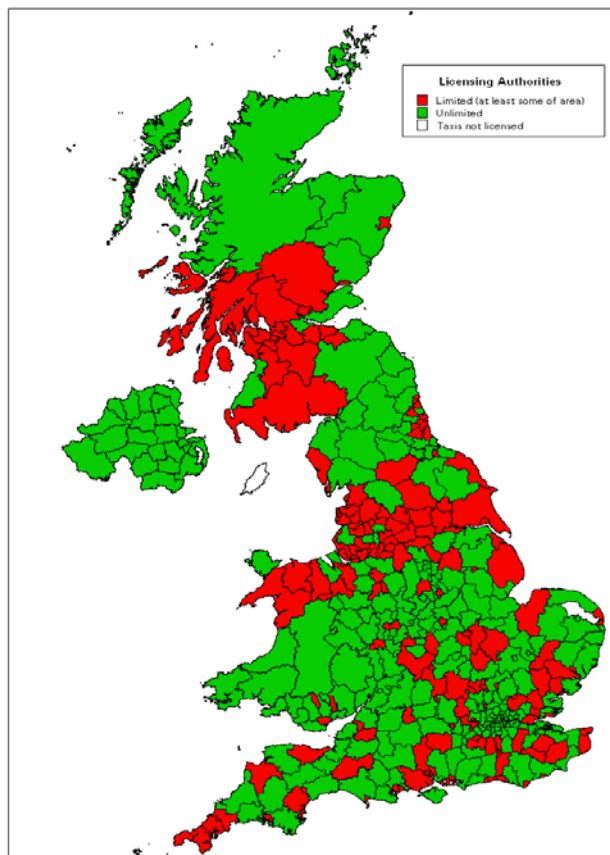 Licensing Authorities
Limited (at least some of area)
Unlimited
Taxis not licensed